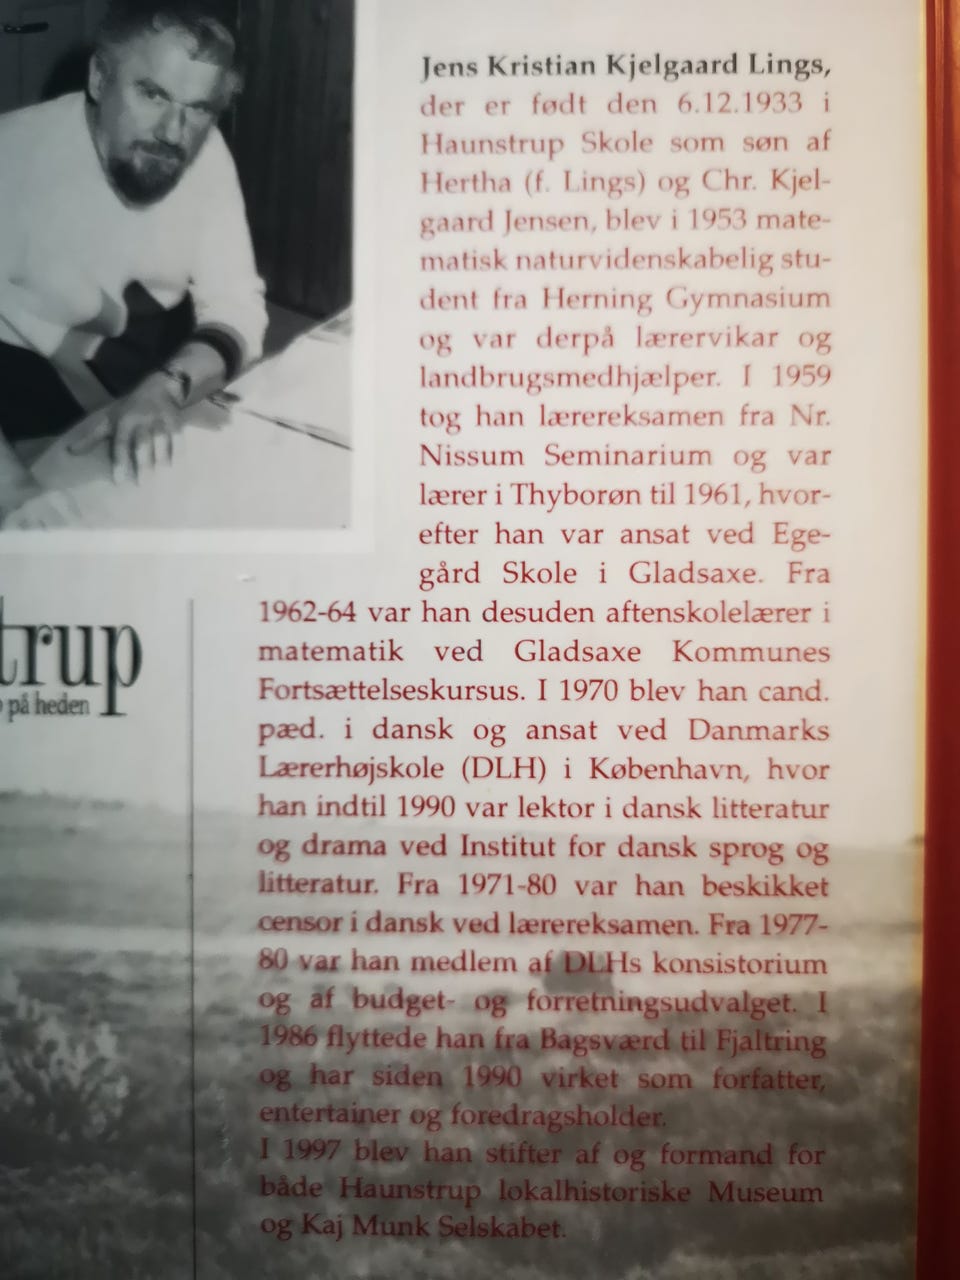 Jens Kristian Kjelgaard Lings,
der er født den 6.12.1933 i
Haunstrup Skole som søn af
Hertha (f. Lings) og Chr. Kjel-
gaard Jensen, blev i 1953 mate-
matisk naturvidenskabelig stu-
dent fra Herning Gymnasium
og var derpå lærervikar og
landbrugsmedhjælper. I 1959
tog han lærereksamen fra Nr.
Nissum Seminarium og var
lærer i Thyborøn til 1961, hvor-
efter han var ansat ved Ege-
gård Skole i Gladsaxe. Fra
1962-64 var han desuden aftenskolelærer i
matematik ved Gladsaxe Kommunes
Fortsættelseskursus. I 1970 blev han cand.
pæd. i dansk og ansat ved Danmarks
Lærerhøjskole (DLH) i København, hvor
han indtil 1990 var lektor i dansk litteratur
og drama ved Institut for dansk sprog og
litteratur. Fra 1971-80 var han beskikket
censor i dansk ved lærereksamen. Fra 1977-
80 var han medlem af DLHs konsistorium
og af budget- og forretningsudvalget. I
1986 flyttede han fra Bagsværd til Fjaltring
og har siden 1990 virket som forfatter,
entertainer og foredragsholder.
I 1997 blev han stifter af og formand for
både Haunstrup lokalhistoriske Museum
og Kaj Munk Selskabet.
trup
på heden